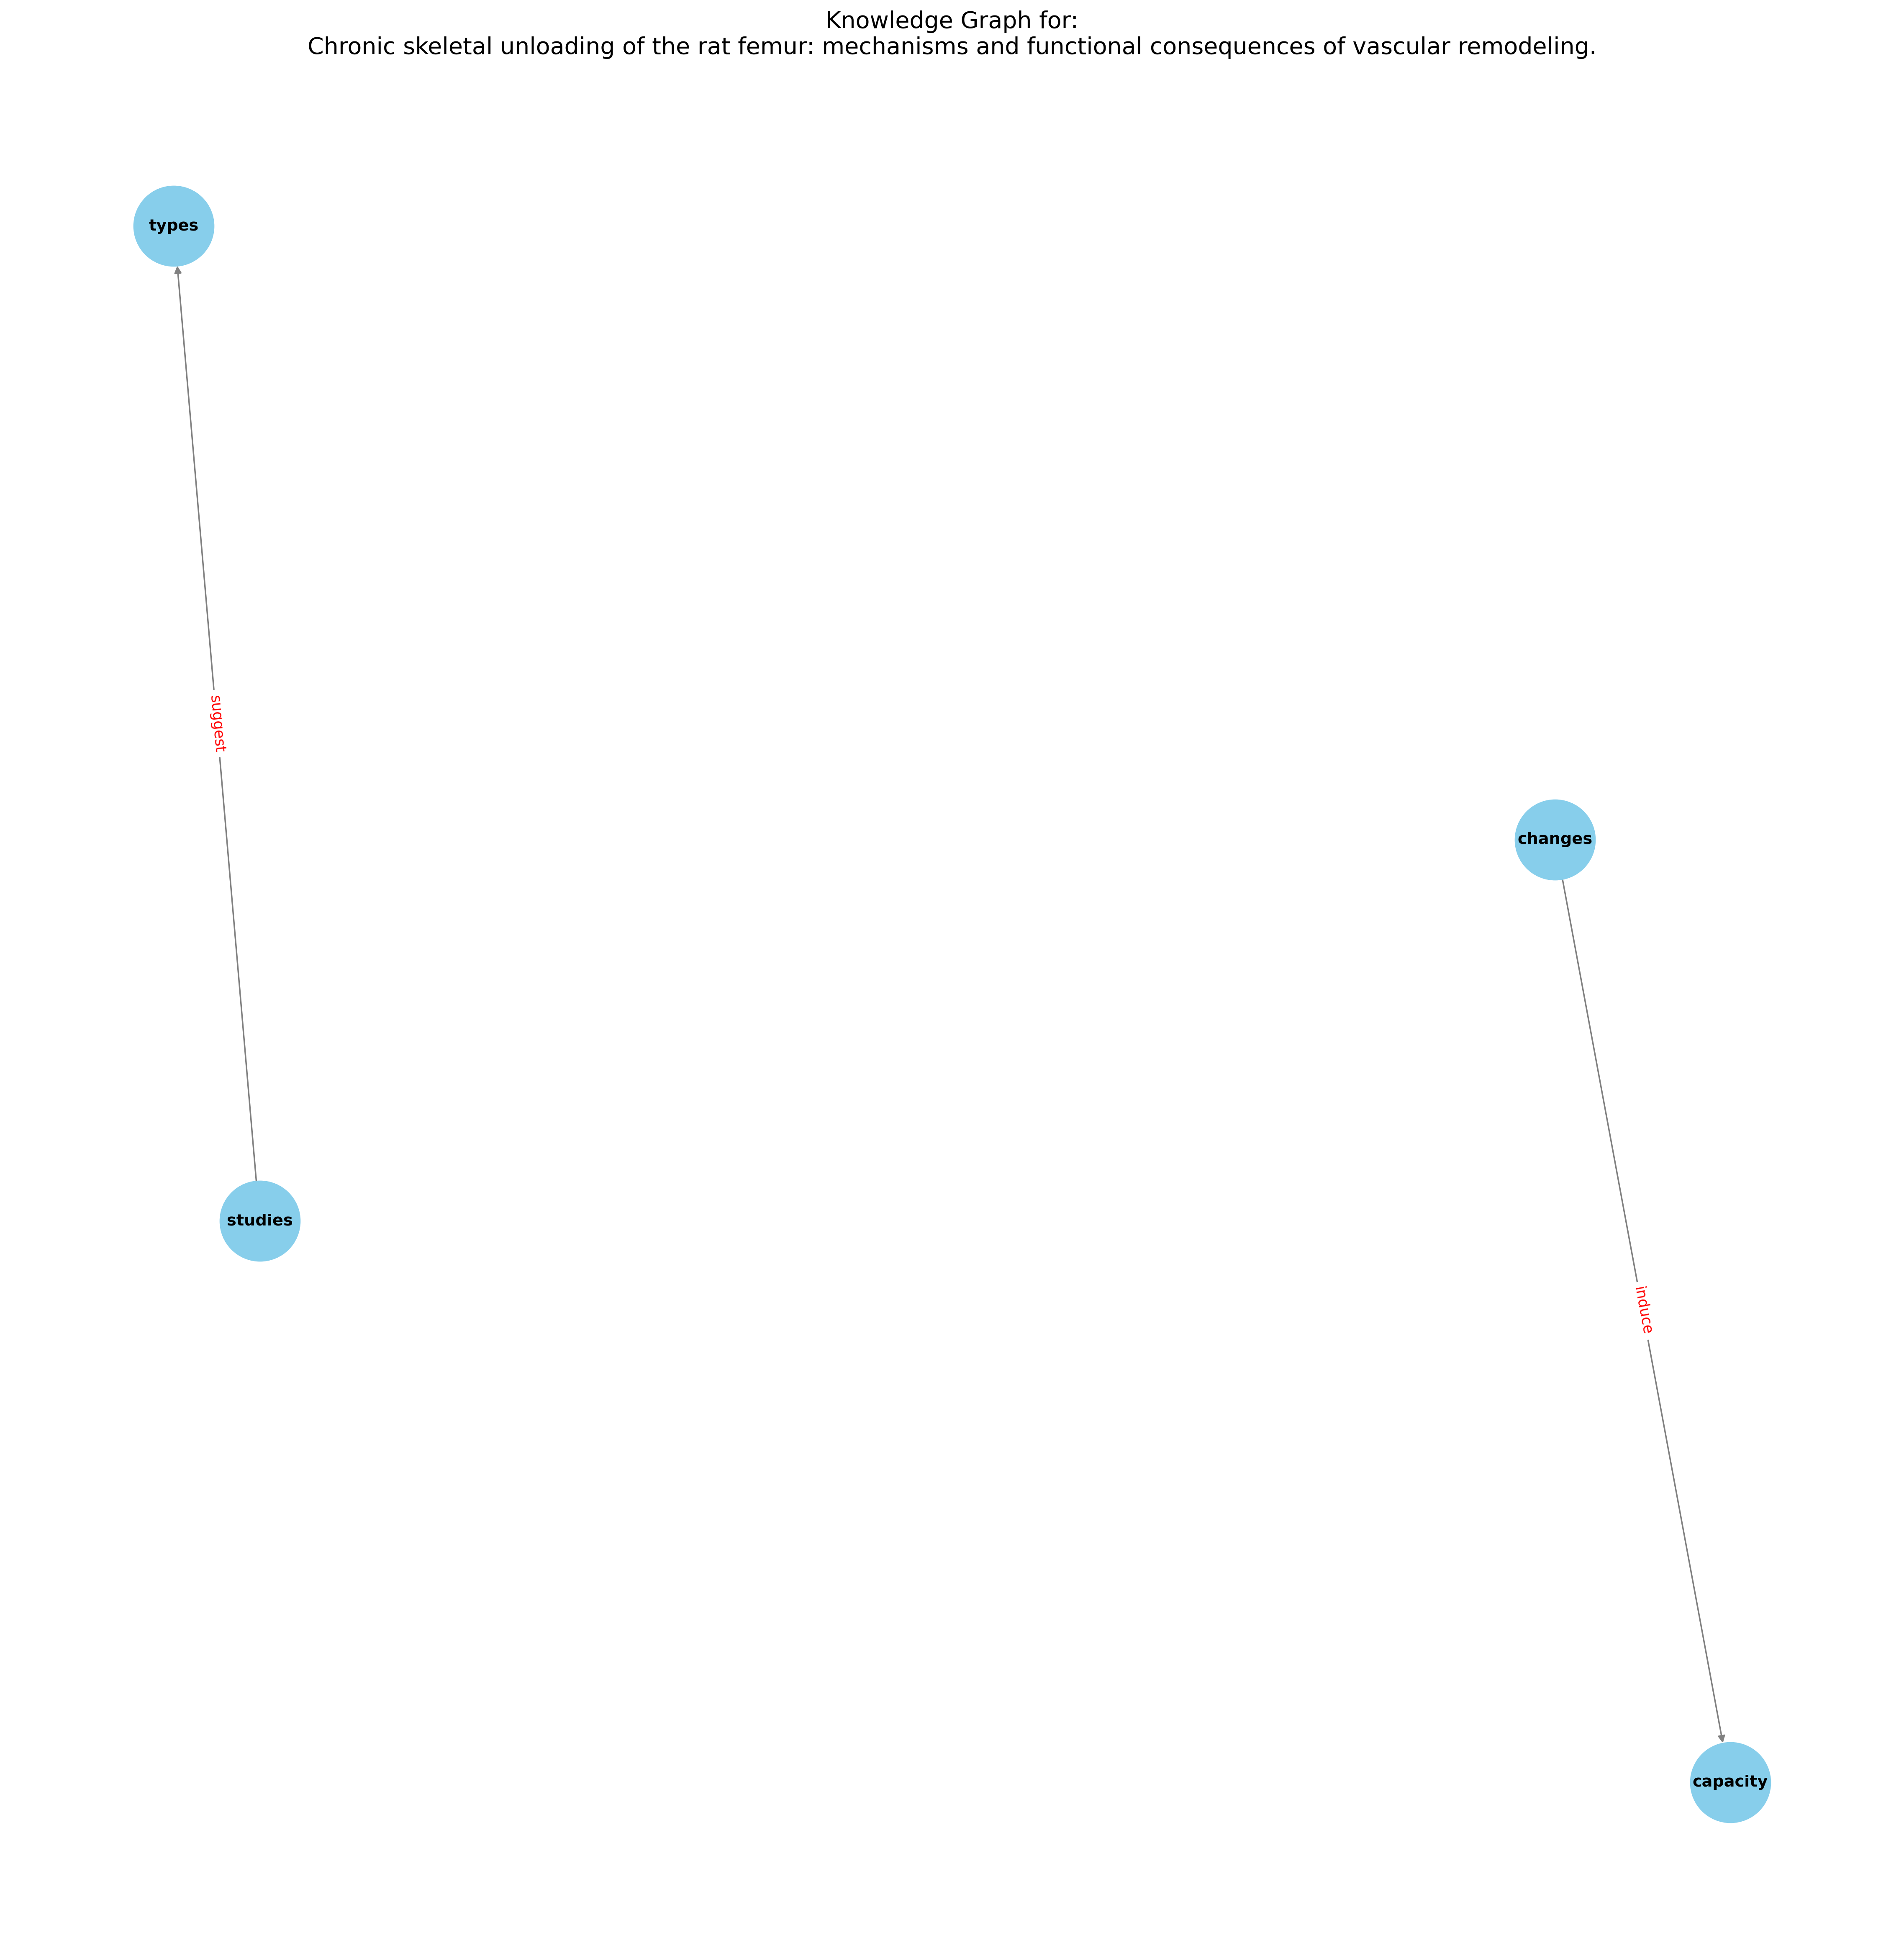 Knowledge Graph for:
Chronic skeletal unloading of the rat femur: mechanisms and functional consequences of vascular remodeling.
types
suggest
changes
studies
induce
capacity